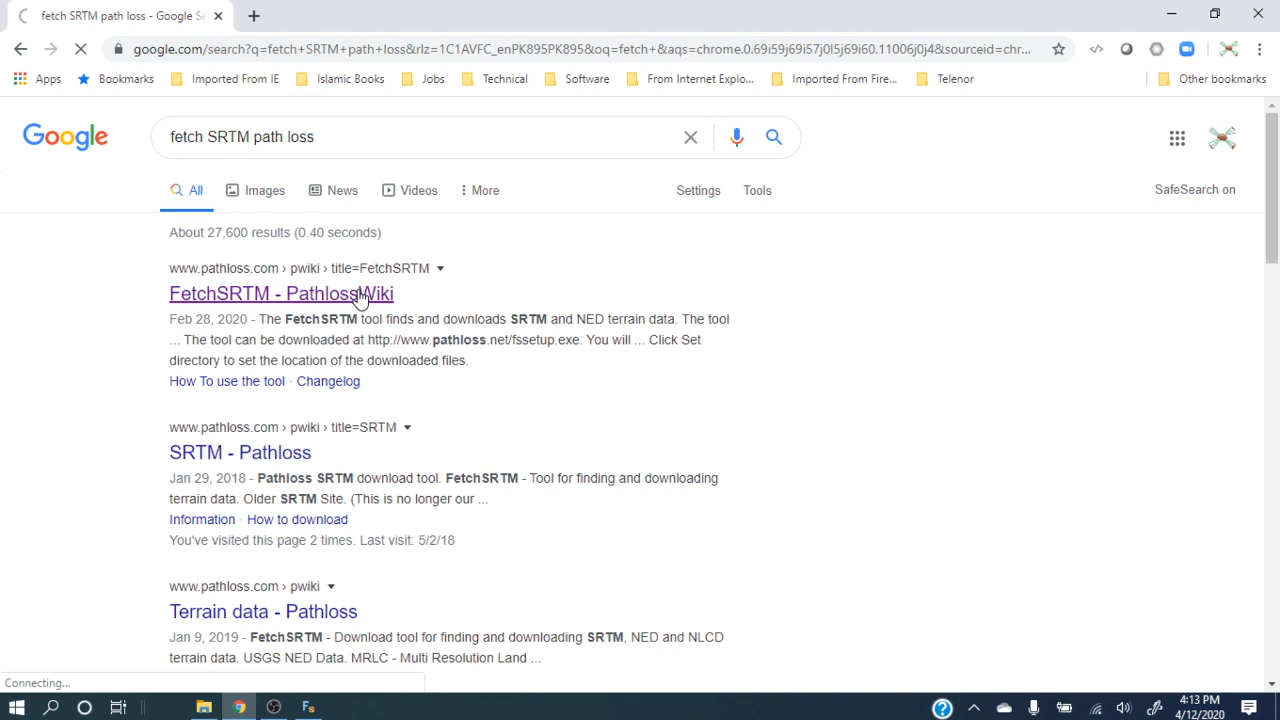 fetch SRTM path loss - Google Se
google.com/search?q=fetch+SRTM+path+loss&rlz=1C1AVFC_enPK895PK895&oq=fetch+&aqs=chrome.0.69i59j69i57j0l5j69i60.11006j0j4&sourceid=chr...
Apps Bookmarks Imported From IE Islamic Books Jobs Technical Software From Internet Explo... Imported From Fire... Telenor Other bookmarks
Google fetch SRTM path loss
All Images News Videos More Settings Tools SafeSearch on
About 27,600 results (0.40 seconds)
www.pathloss.com › pwiki › title=FetchSRTM
FetchSRTM - PathlossWiki
Feb 28, 2020 - The FetchSRTM tool finds and downloads SRTM and NED terrain data. The tool
... The tool can be downloaded at http://www.pathloss.net/fssetup.exe. You will ... Click Set
directory to set the location of the downloaded files.
How To use the tool · Changelog
www.pathloss.com › pwiki › title=SRTM
SRTM - Pathloss
Jan 29, 2018 - Pathloss SRTM download tool. FetchSRTM - Tool for finding and downloading
terrain data. Older SRTM Site. (This is no longer our ...
Information · How to download
You've visited this page 2 times. Last visit: 5/2/18
www.pathloss.com › pwiki
Terrain data - Pathloss
Jan 9, 2019 - FetchSRTM - Download tool for finding and downloading SRTM, NED and NLCD
terrain data. USGS NED Data. MRLC - Multi Resolution Land ...
Connecting...
Fs
4:13 PM
4/12/2020